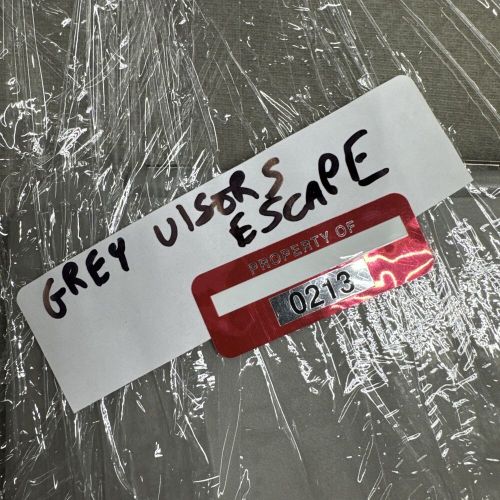 GREY VISORS
ESCAPE
PROPERTY OF
0213